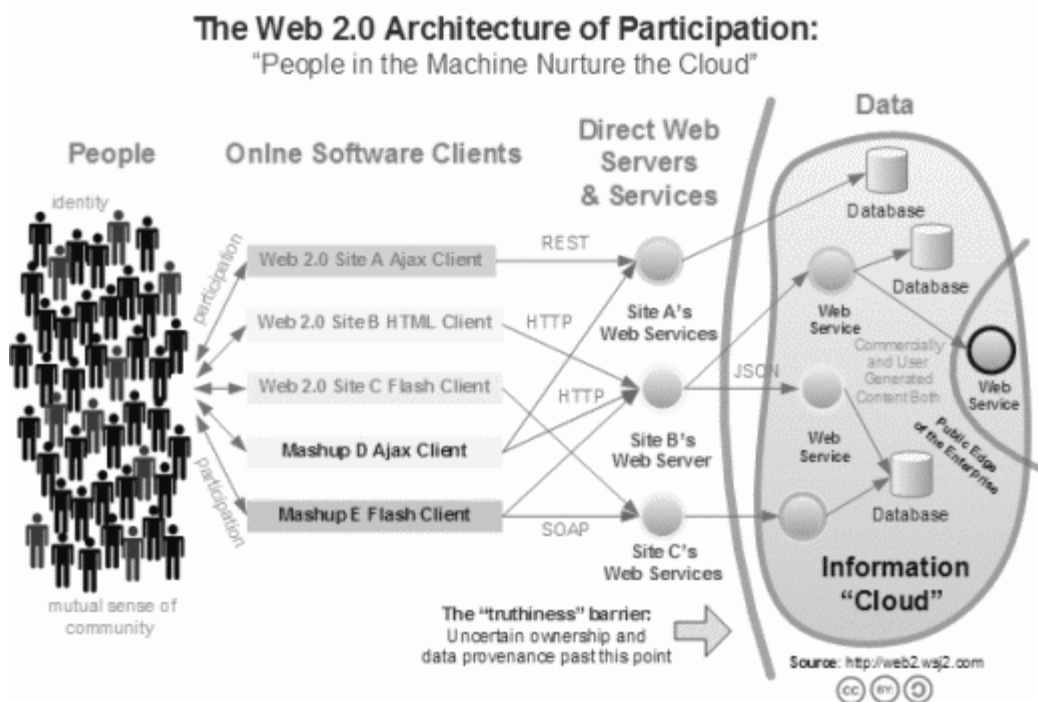 The Web 2.0 Architecture of Participation:
“People in the Machine Nurture the Cloud”
People
Onlne Software Clients
Direct Web
Servers
& Services
Data
identity
participation
participation
mutual sense of
community
Web 2.0 Site A Ajax Client
Web 2.0 Site B HTML Client
Web 2.0 Site C Flash Client
Mashup D Ajax Client
Mashup E Flash Client
REST
HTTP
HTTP
SOAP
JSON
Site A's
Web Services
Site B's
Web Server
Site C's
Web Services
Database
Database
Web
Service
Commercially
and User
Generated
Content Both
Web
Service
Web
Service
Public Edge
of the Enterprise
Database
Information
“Cloud”
The “truthiness” barrier:
Uncertain ownership and
data provenance past this point
Source: http://web2.wsj2.com
cc
BY: